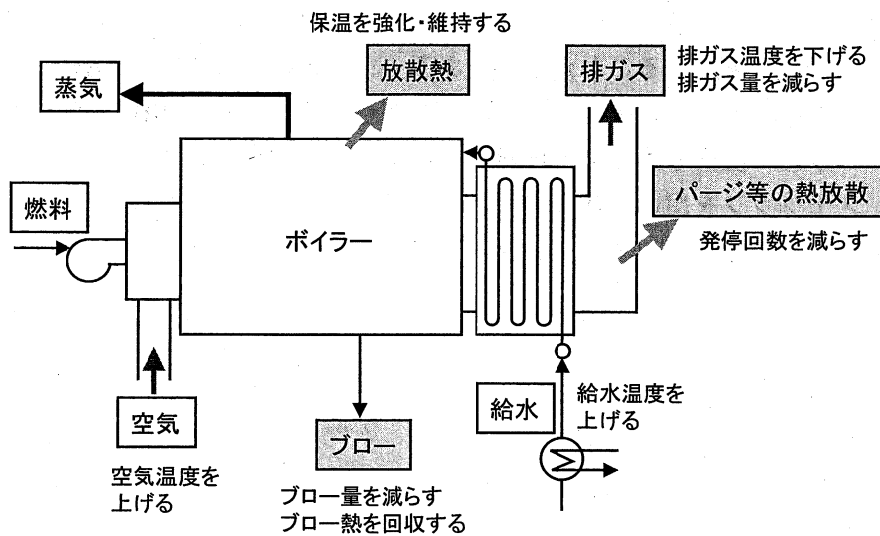 保温を強化・維持する
放散熱
排ガス
排ガス温度を下げる
排ガス量を減らす
蒸気
燃料
ボイラー
パージ等の熱放散
発停回数を減らす
空気
空気温度を
上げる
ブロー
ブロー量を減らす
ブロー熱を回収する
給水
給水温度を
上げる